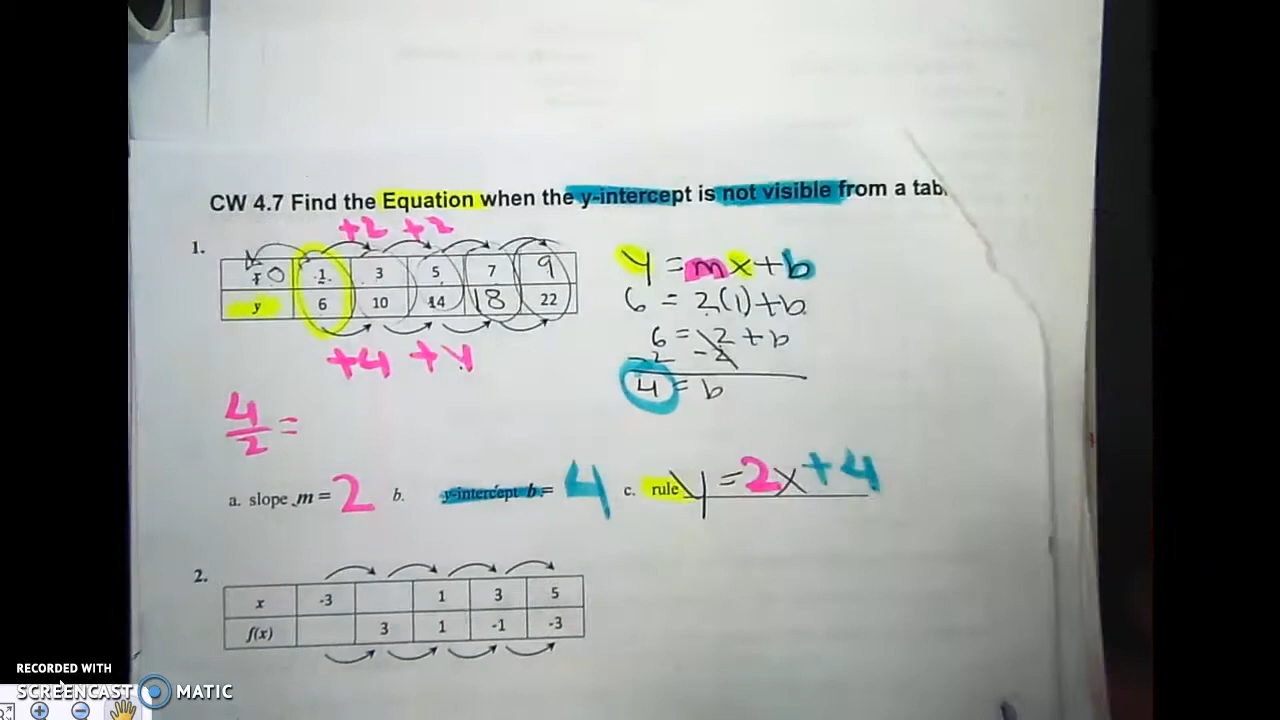 CW 4.7 Find the Equation when the y-intercept is not visible from a tab
+2 +2
1.
x 0 1 3 5 7 9
y 6 10 14 18 22
+4 +4
y = mx + b
6 = 2(1) + b
6 = 2 + b
-2 -2
4 = b
4/2 =
a. slope m = 2 b. y-intercept b = 4 c. rule y = 2x + 4
2.
x -3 1 3 5
f(x) 3 1 -1 -3
RECORDED WITH
SCREENCAST MATIC